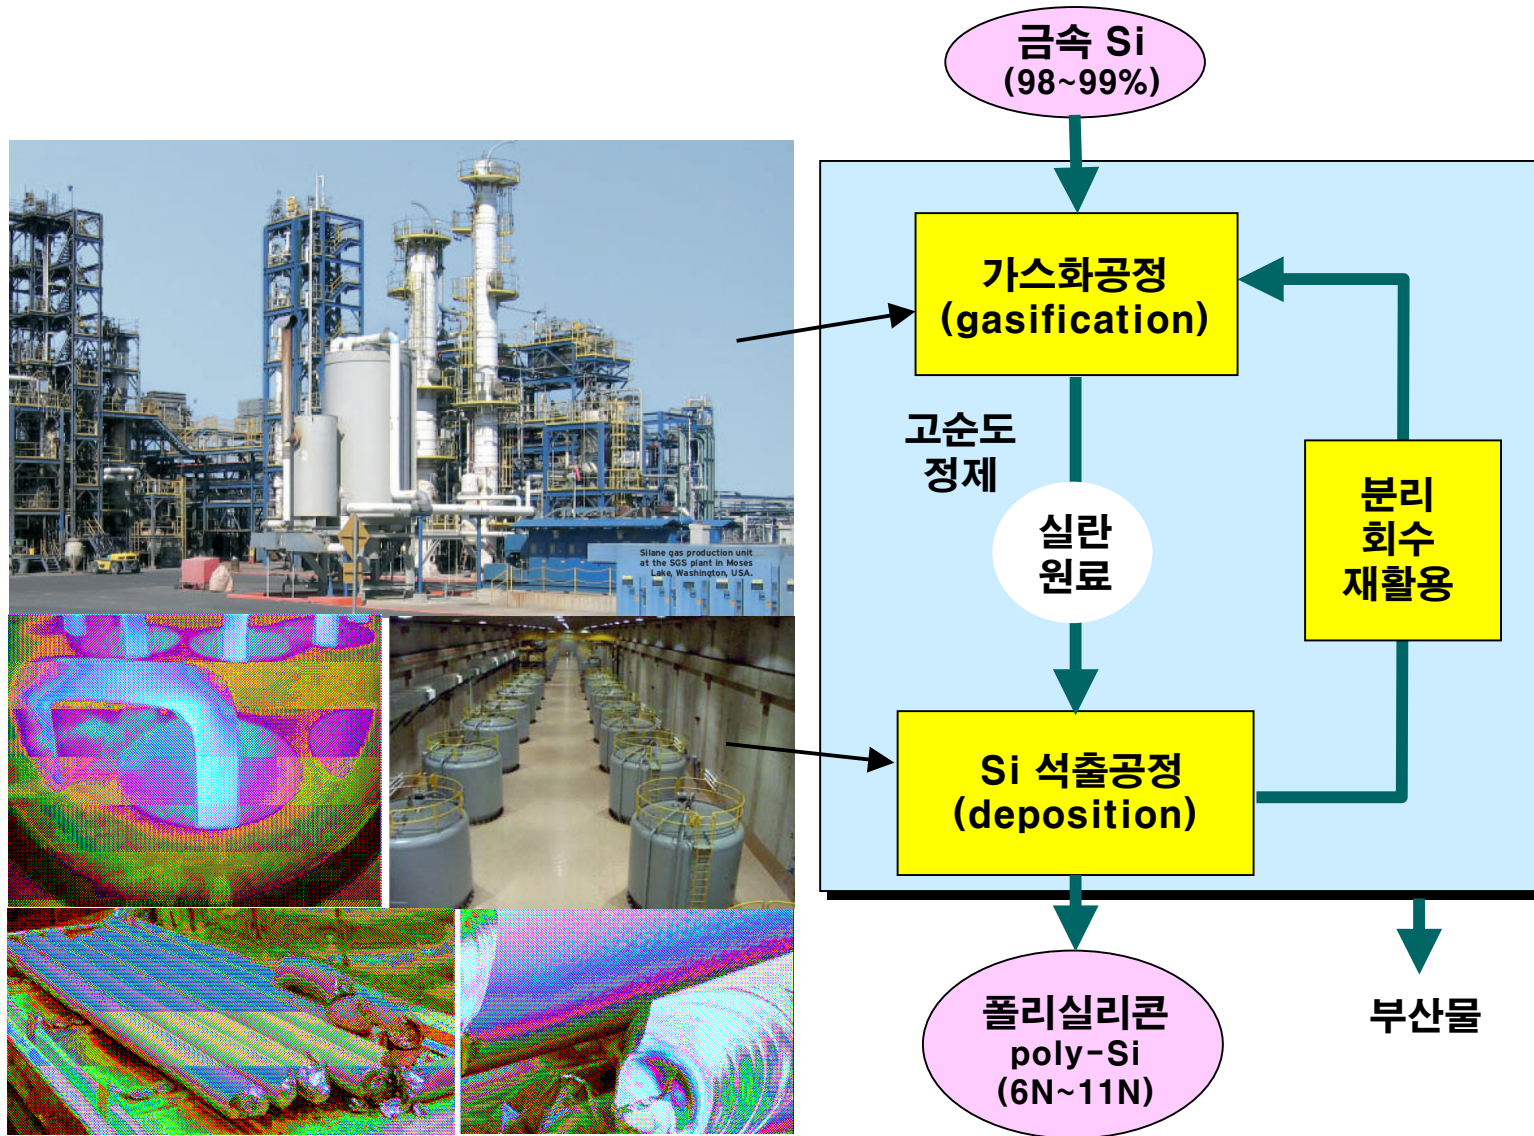 금속 Si
(98~99%)
가스화공정
(gasification)
고순도
정제
실란
원료
분리
회수
재활용
Si 석출공정
(deposition)
폴리실리콘
poly-Si
(6N~11N)
부산물
Silane gas production unit
at the SGS plant in Moses
Lake, Washington, USA.